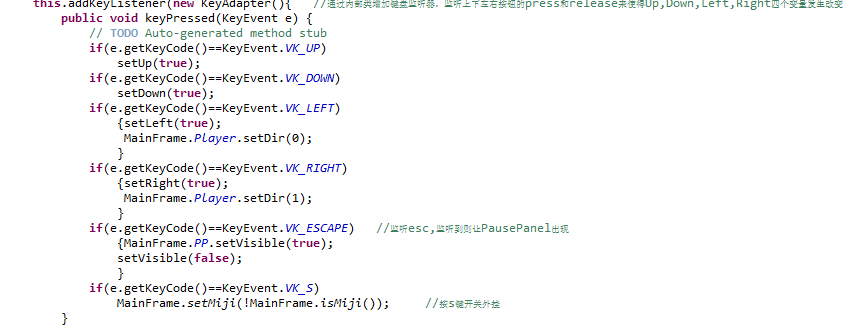 this.addKeyListener(new KeyAdapter(){   //通过内部类增加键盘监听器，监听上下左右按钮的press和release来使得Up,Down,Left,Right四个变量发生改变
public void keyPressed(KeyEvent e) {
// TODO Auto-generated method stub
if(e.getKeyCode()==KeyEvent.VK_UP)
setUp(true);
if(e.getKeyCode()==KeyEvent.VK_DOWN)
setDown(true);
if(e.getKeyCode()==KeyEvent.VK_LEFT)
{setLeft(true);
MainFrame.Player.setDir(0);
}
if(e.getKeyCode()==KeyEvent.VK_RIGHT)
{setRight(true);
MainFrame.Player.setDir(1);
}
if(e.getKeyCode()==KeyEvent.VK_ESCAPE)   //监听esc,监听到则让PausePanel出现
{MainFrame.PP.setVisible(true);
setVisible(false);
}
if(e.getKeyCode()==KeyEvent.VK_S)
MainFrame.setMiji(!MainFrame.isMiji());     //按s键开关外挂
}